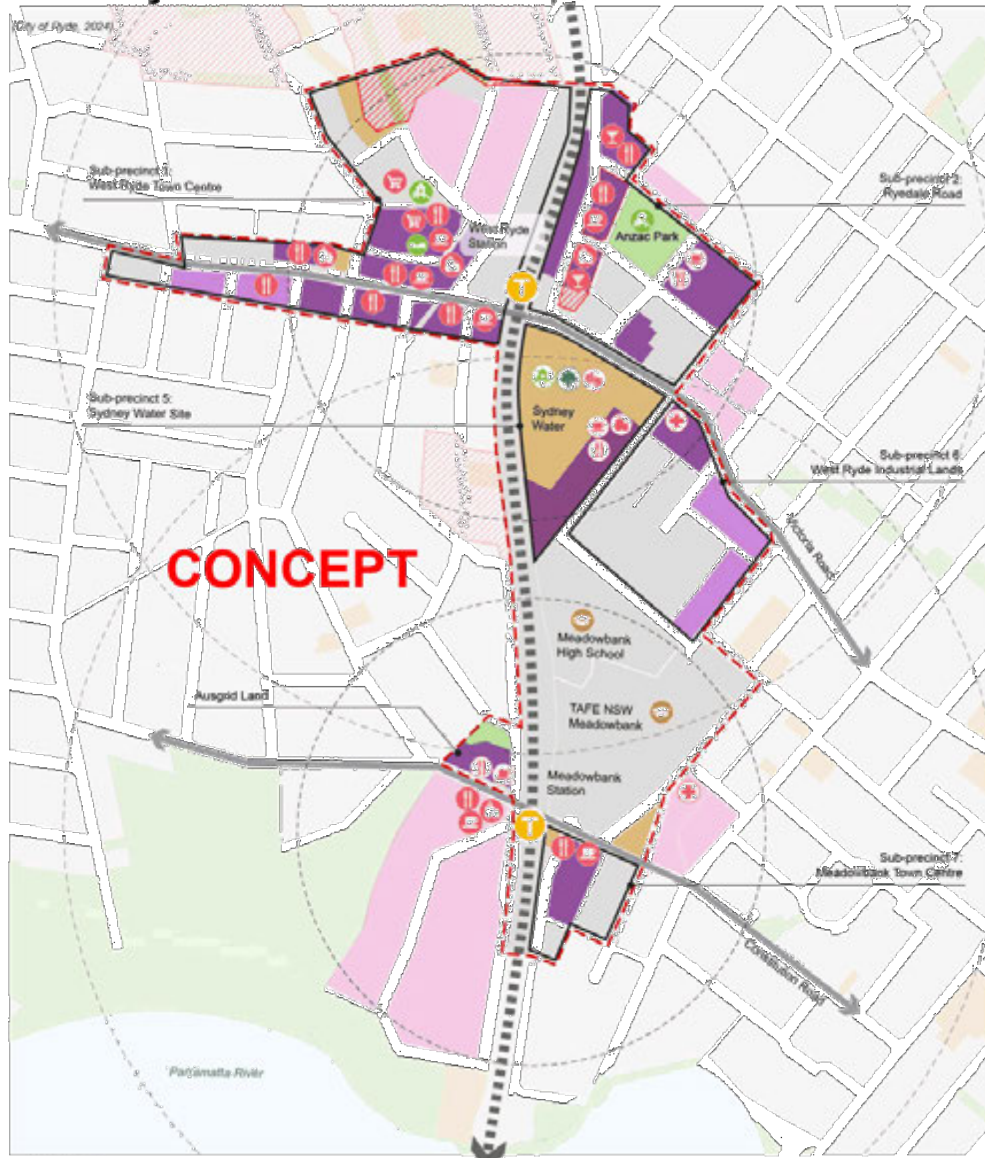 (City of Ryde, 2024)
Sub-precinct 1:
West Ryde Town Centre
Sub-precinct 2:
Ryedale Road
West Ryde
Station
Anzac Park
Sub-precinct 5:
Sydney Water Site
Sydney
Water
Sub-precinct 6:
West Ryde Industrial Lands
Victoria Road
CONCEPT
Meadowbank
High School
Ausgrid Land
TAFE NSW
Meadowbank
Meadowbank
Station
Sub-precinct 7:
Meadowbank Town Centre
Constitution Road
Parramatta River